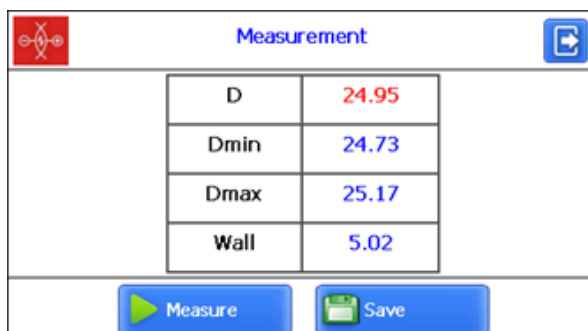 Measurement
D 24.95
Dmin 24.73
Dmax 25.17
Wall 5.02
Measure Save